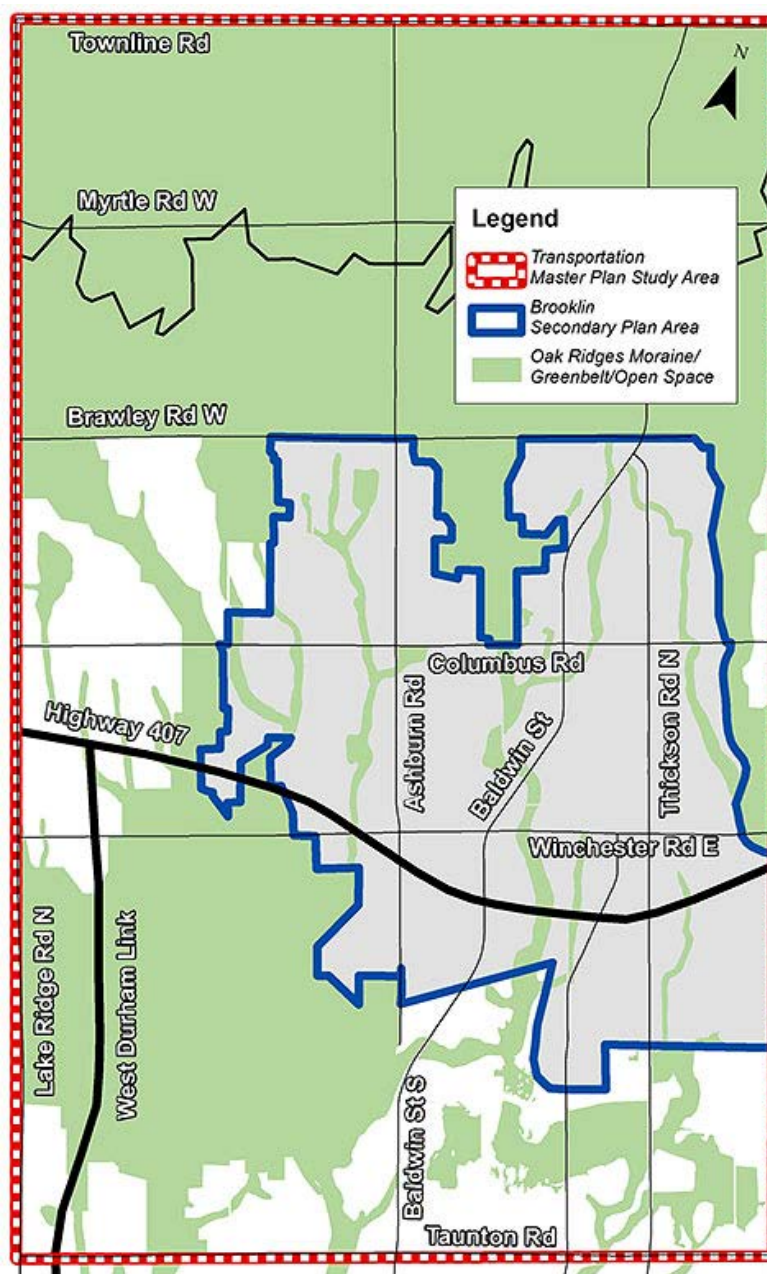 Townline Rd
N
Myrtle Rd W
Legend
Transportation
Master Plan Study Area
Brooklin
Secondary Plan Area
Oak Ridges Moraine/
Greenbelt/Open Space
Brawley Rd W
Columbus Rd
Highway 407
Ashburn Rd
Baldwin St
Thickson Rd N
Winchester Rd E
Lake Ridge Rd N
West Durham Link
Baldwin St S
Taunton Rd